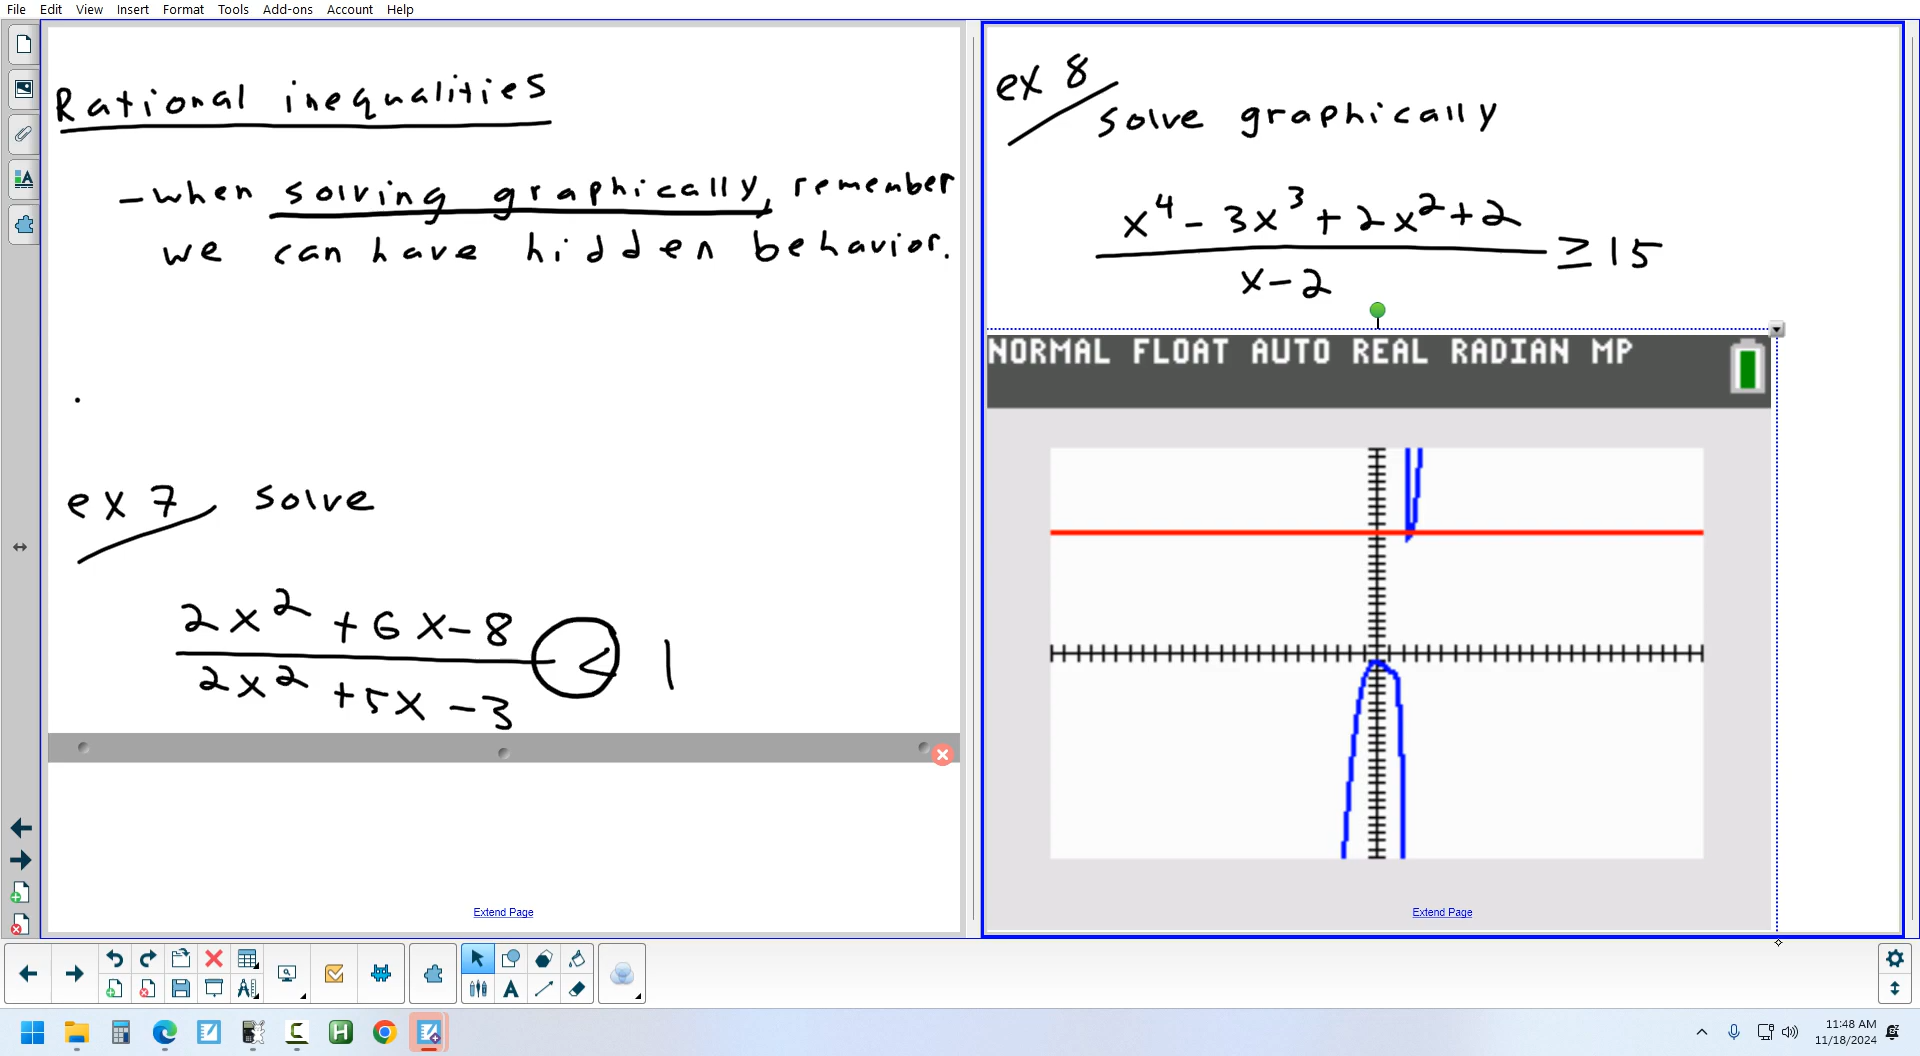 File Edit View Insert Format Tools Add-ons Account Help
Rational inequalities
- when solving graphically, remember
we can have hidden behavior.
ex 7 solve
2x² + 6x - 8
2x² + 5x - 3
< 1
Extend Page
ex 8
solve graphically
x⁴ - 3x³ + 2x² + 2
x - 2
≥ 15
NORMAL FLOAT AUTO REAL RADIAN MP
Extend Page
11:48 AM
11/18/2024